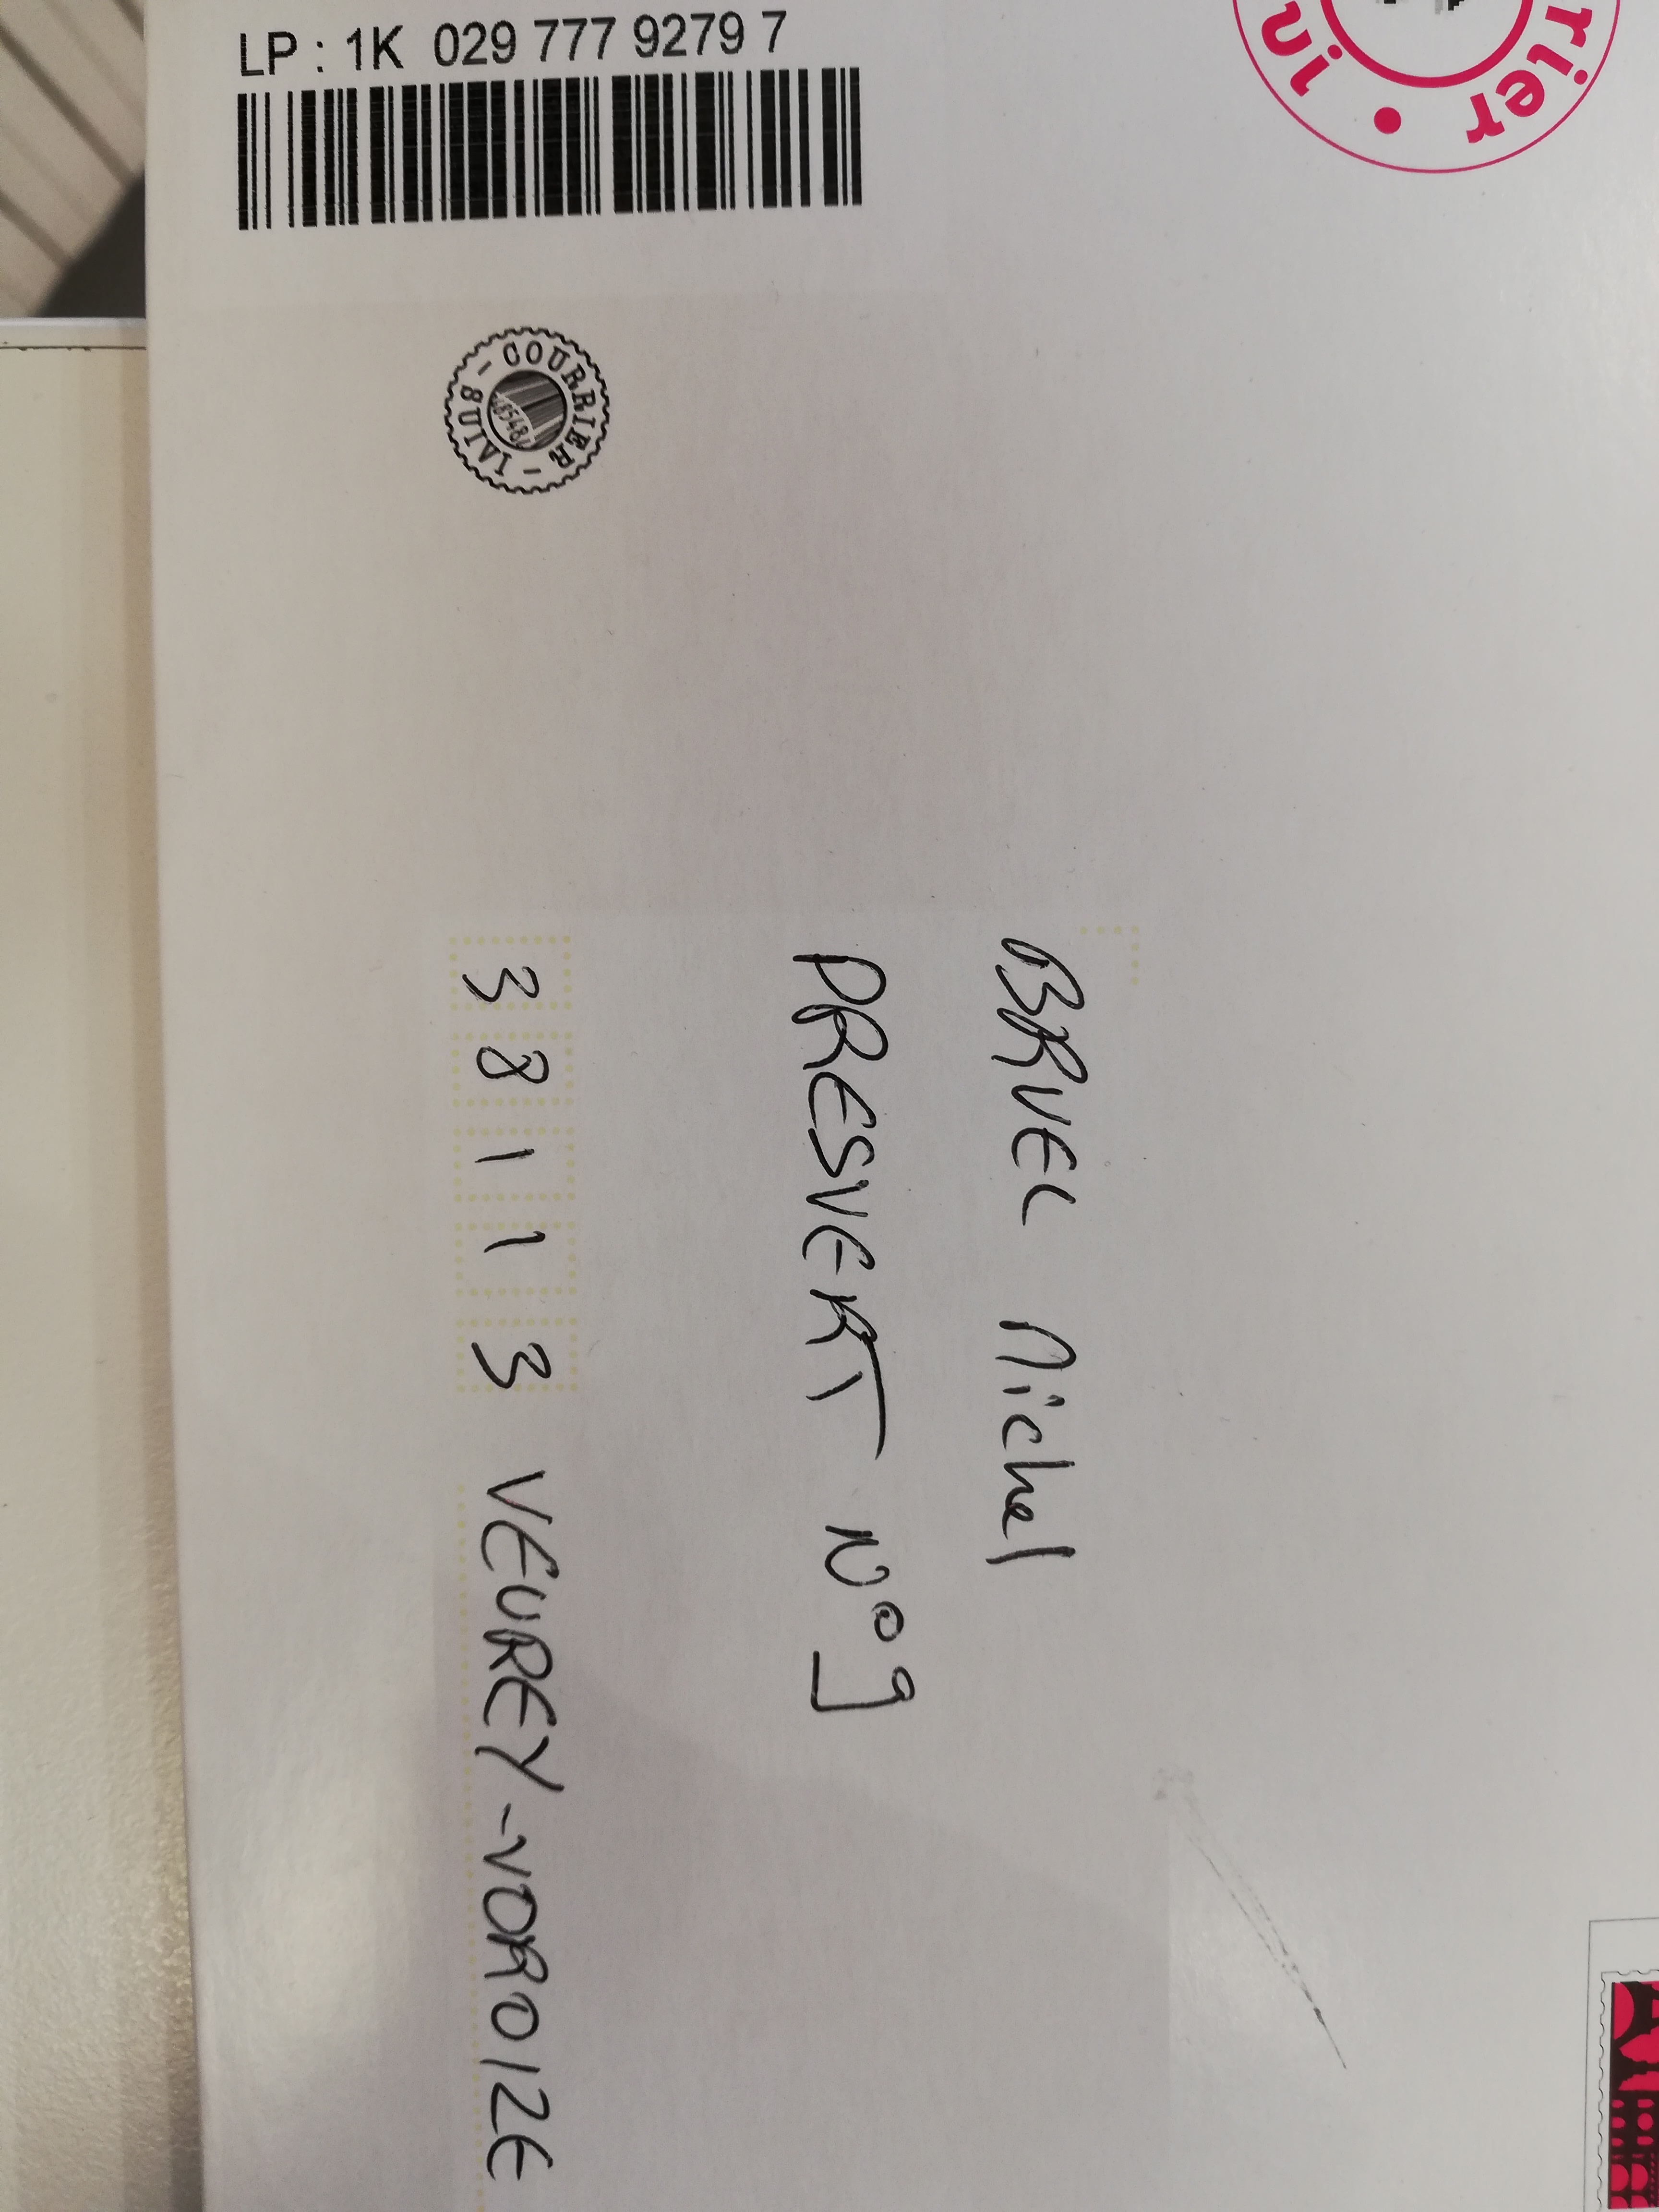 LP : 1K 029 777 9279 7
COURRIER - SUIVI -
BRUEL Michel
PRESVERT N°9
38113 VEUREY-VOROIZE